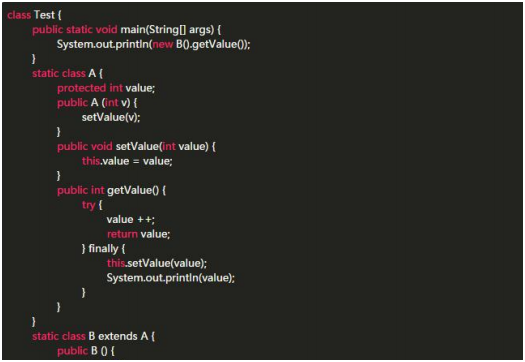 class Test {
public static void main(String[] args) {
System.out.println(new B().getValue());
}
static class A {
protected int value;
public A (int v) {
setValue(v);
}
public void setValue(int value) {
this.value = value;
}
public int getValue() {
try {
value ++;
return value;
} finally {
this.setValue(value);
System.out.println(value);
}
}
}
static class B extends A {
public B () {